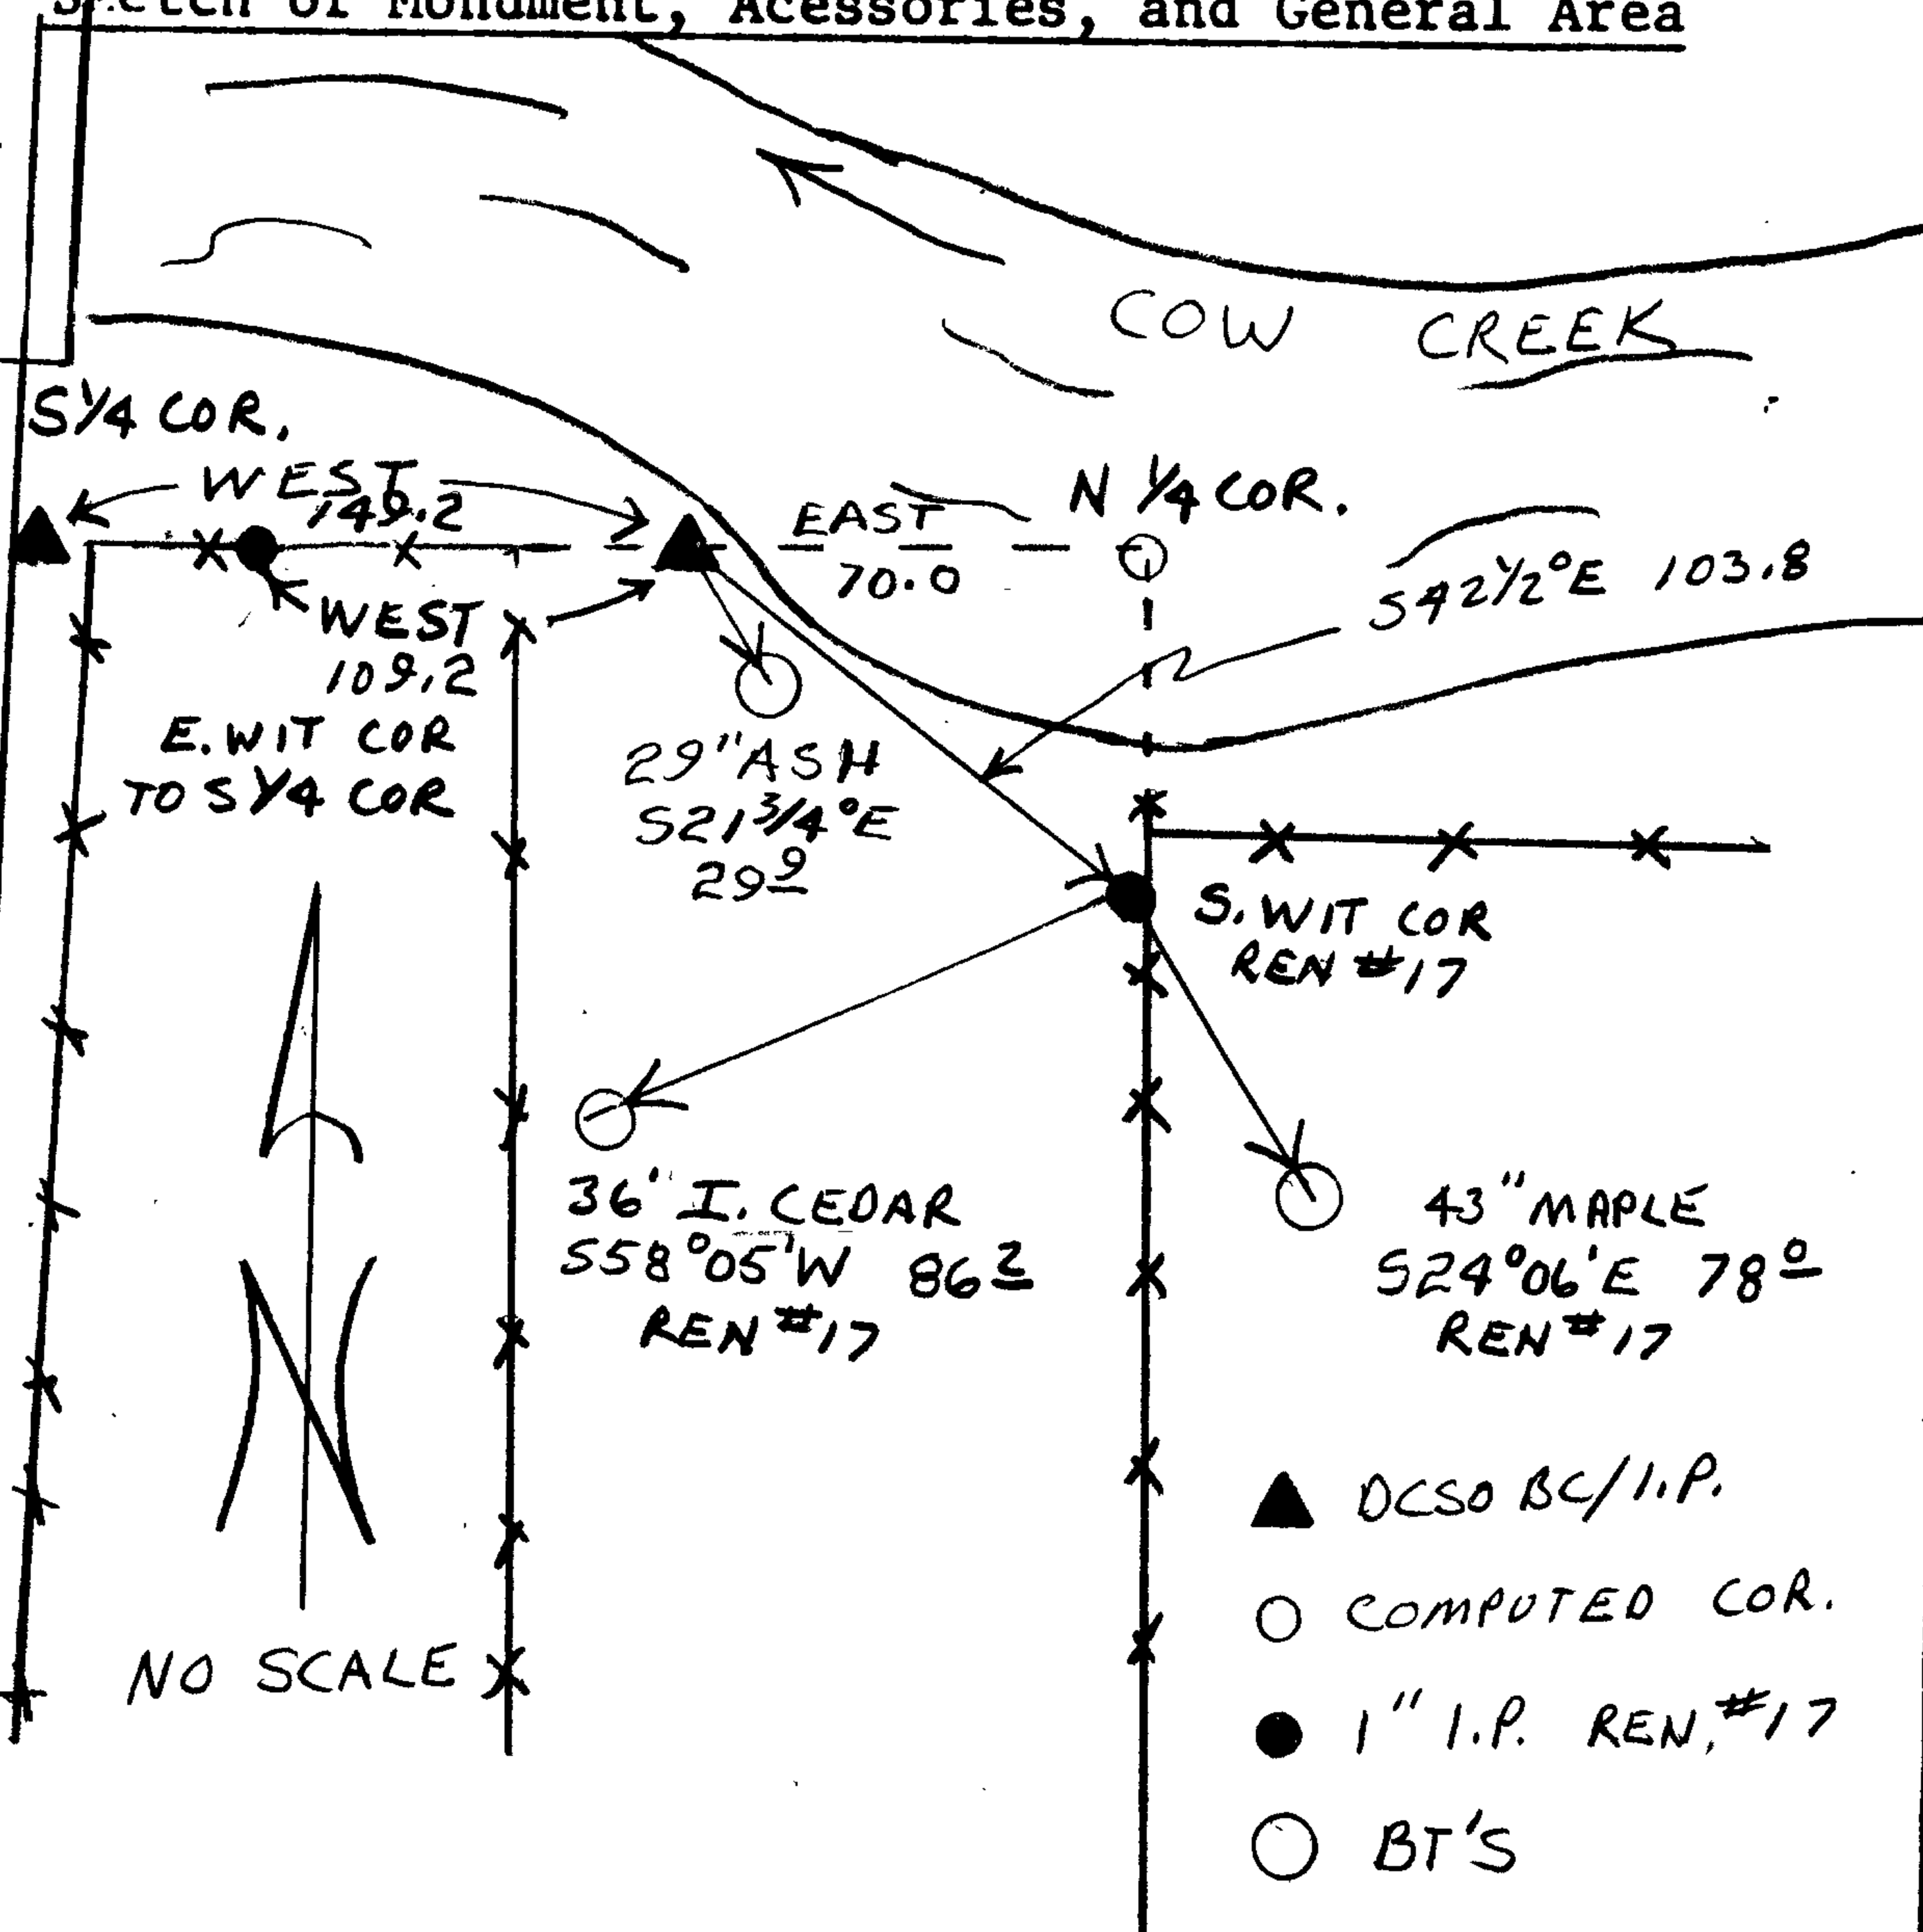 Sketch of Monument, Acessories, and General Area
COW CREEK
S 1/4 COR.
WEST
149.2
EAST
70.0
N 1/4 COR.
S42 1/2°E 103.8
WEST
109.2
E. WIT COR
TO S 1/4 COR
29" ASH
S21 3/4°E
29 9
S. WIT COR
REN #17
36" I. CEDAR
S58°05'W 86 2
REN #17
43" MAPLE
S24°06'E 78 0
REN #17
N
NO SCALE
DCSO BC/I.P.
COMPUTED COR.
1" I.P. REN. #17
BT'S